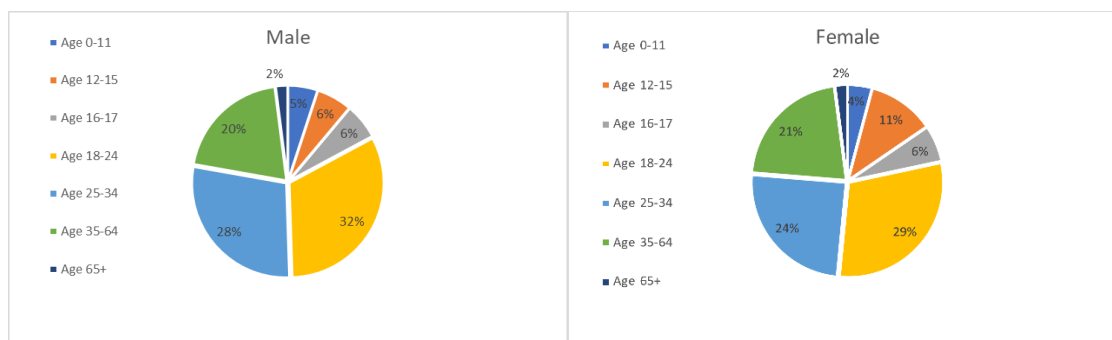 Male
Age 0-11
Age 12-15
Age 16-17
Age 18-24
Age 25-34
Age 35-64
Age 65+
2%
5%
6%
6%
20%
28%
32%
Female
Age 0-11
Age 12-15
Age 16-17
Age 18-24
Age 25-34
Age 35-64
Age 65+
2%
4%
11%
6%
21%
24%
29%